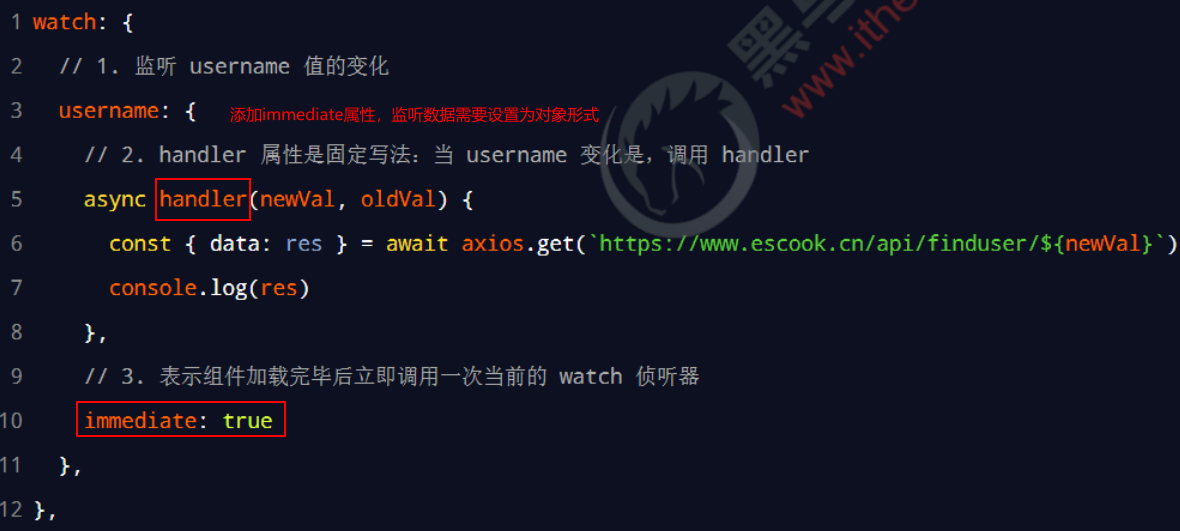 1 watch: {
2 // 1. 监听 username 值的变化
3 username: { 添加immediate属性，监听数据需要设置为对象形式
4 // 2. handler 属性是固定写法：当 username 变化是，调用 handler
5 async handler(newVal, oldVal) {
6 const { data: res } = await axios.get(`https://www.escook.cn/api/finduser/${newVal}`)
7 console.log(res)
8 },
9 // 3. 表示组件加载完毕后立即调用一次当前的 watch 侦听器
10 immediate: true
11 },
12 },
黑
www.ithe